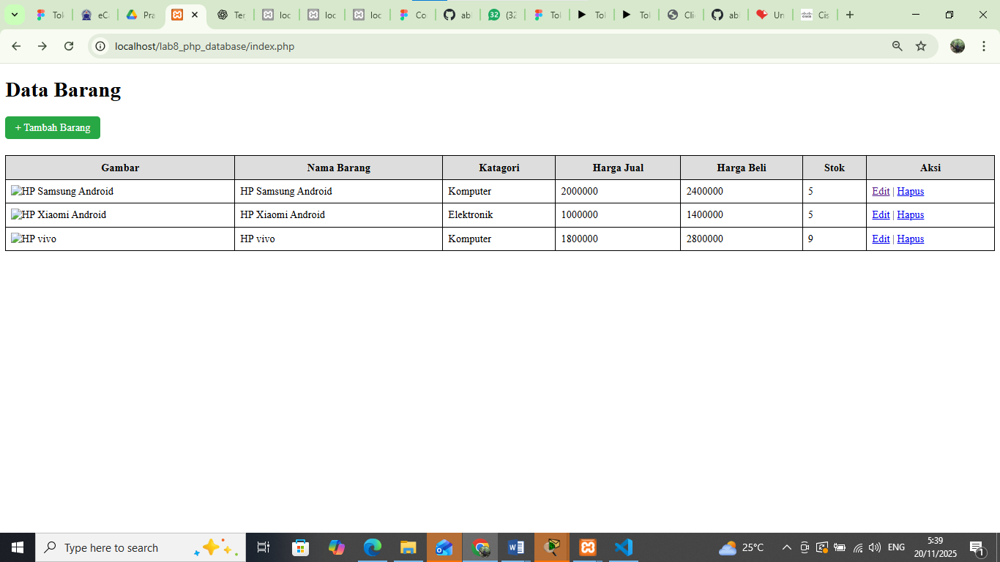 Tol
eCa
Pra
Ter
loc
loc
loc
Co
abl
(32
Tol
Tol
Tol
Cli
abl
Un
Cis
localhost/lab8_php_database/index.php
Data Barang
+ Tambah Barang
Gambar Nama Barang Katagori Harga Jual Harga Beli Stok Aksi
HP Samsung Android HP Samsung Android Komputer 2000000 2400000 5 Edit | Hapus
HP Xiaomi Android HP Xiaomi Android Elektronik 1000000 1400000 5 Edit | Hapus
HP vivo HP vivo Komputer 1800000 2800000 9 Edit | Hapus
Type here to search
25°C
ENG
5:39
20/11/2025
1